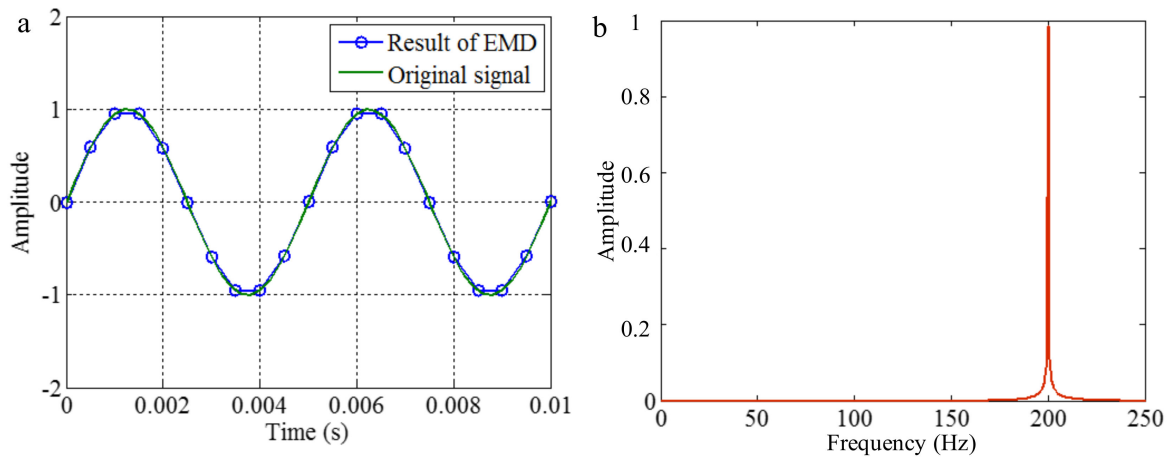 a
2
1
0
-1
-2
Amplitude
Result of EMD
Original signal
0 0.002 0.004 0.006 0.008 0.01
Time (s)
b
1
0.8
0.6
0.4
0.2
0
Amplitude
0 50 100 150 200 250
Frequency (Hz)